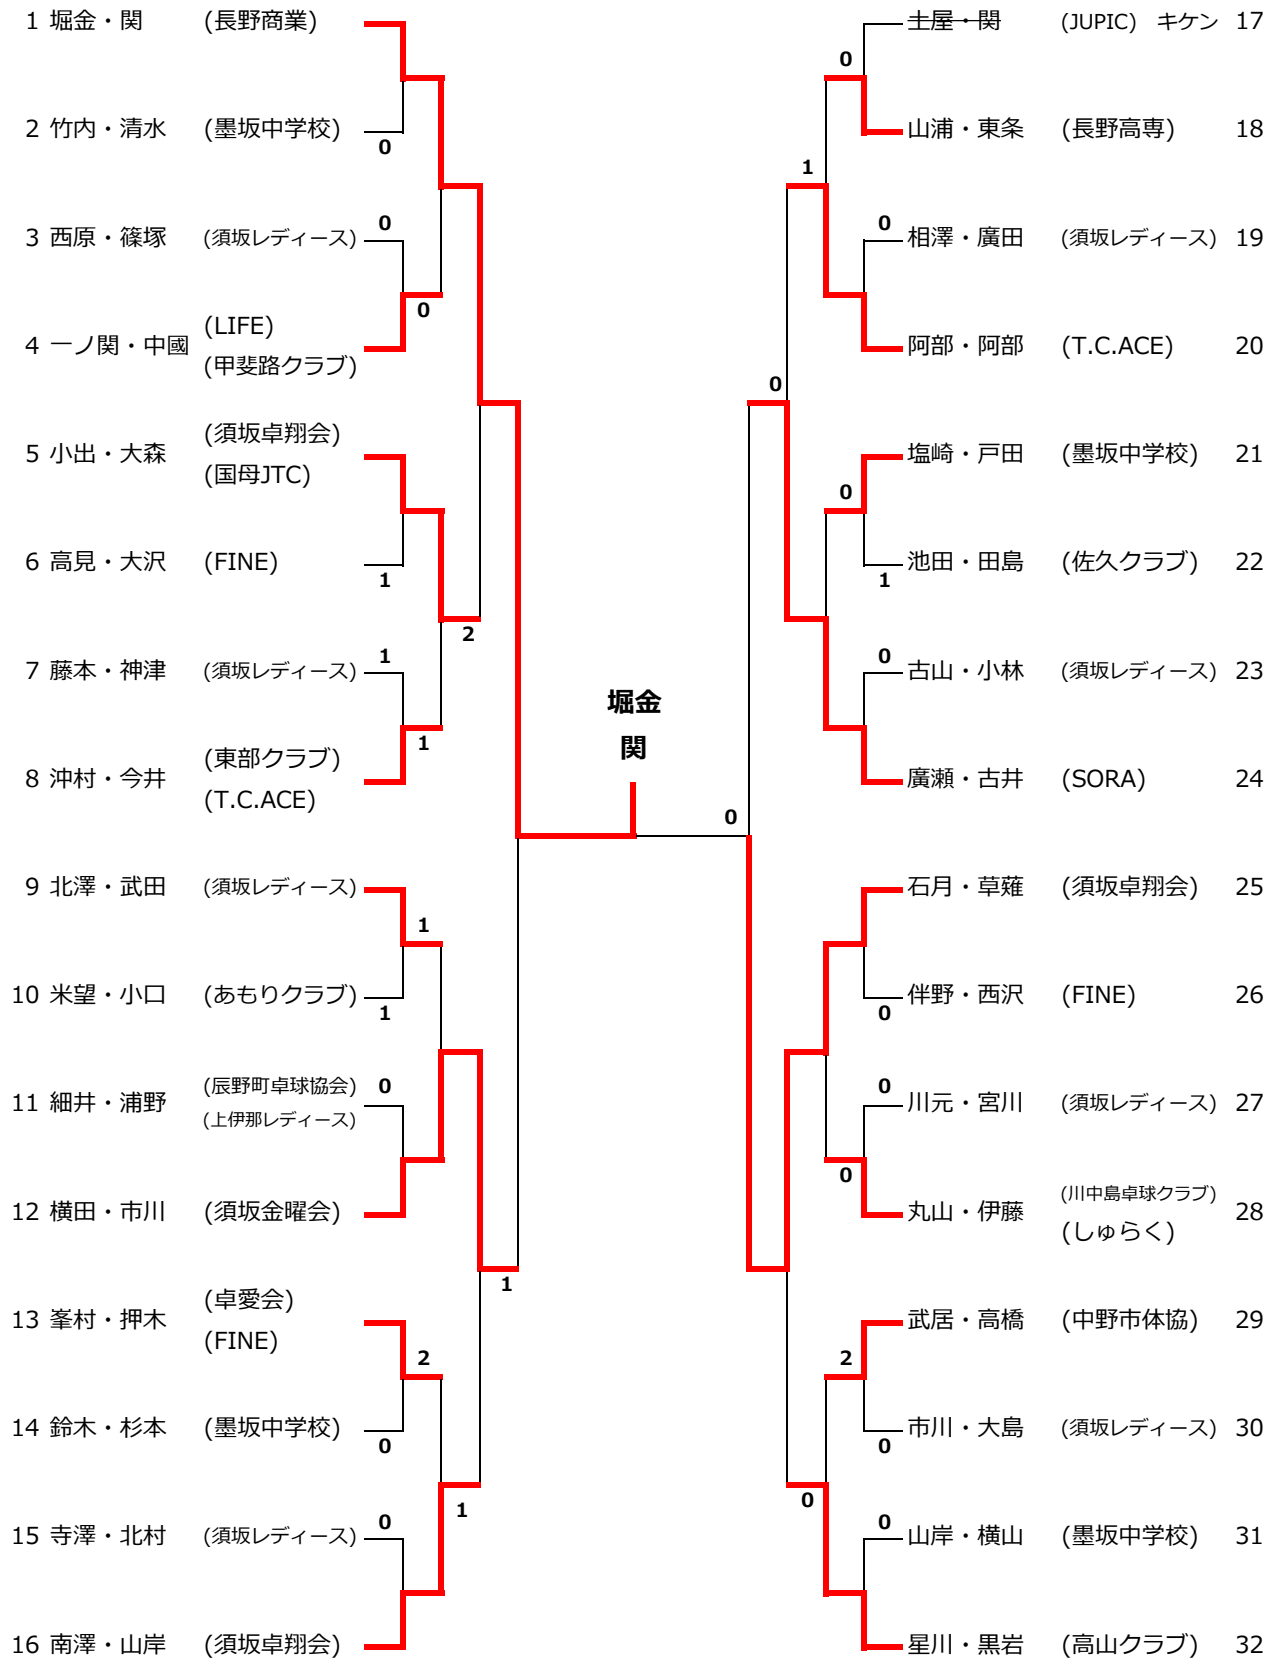 1 堀金・関 (長野商業)
2 竹内・清水 (墨坂中学校)
0
3 西原・篠塚 (須坂レディース) 0
0
4 一ノ関・中國 (LIFE)
(甲斐路クラブ)
5 小出・大森 (須坂卓翔会)
(国母JTC)
6 高見・大沢 (FINE)
1
2
7 藤本・神津 (須坂レディース) 1
1
8 沖村・今井 (東部クラブ)
(T.C.ACE)
9 北澤・武田 (須坂レディース)
1
10 米望・小口 (あもりクラブ)
1
11 細井・浦野 (辰野町卓球協会) 0
(上伊那レディース)
12 横田・市川 (須坂金曜会)
1
13 峯村・押木 (卓愛会)
(FINE)
2
14 鈴木・杉本 (墨坂中学校)
0
1
15 寺澤・北村 (須坂レディース) 0
16 南澤・山岸 (須坂卓翔会)
堀金
関
0
土屋・関 (JUPIC) キケン 17
0
山浦・東条 (長野高専) 18
1
0 相澤・廣田 (須坂レディース) 19
阿部・阿部 (T.C.ACE) 20
0
塩崎・戸田 (墨坂中学校) 21
0
池田・田島 (佐久クラブ) 22
1
0 古山・小林 (須坂レディース) 23
廣瀬・古井 (SORA) 24
石月・草薙 (須坂卓翔会) 25
伴野・西沢 (FINE) 26
0
0 川元・宮川 (須坂レディース) 27
0
丸山・伊藤 (川中島卓球クラブ) 28
(しゅらく)
武居・高橋 (中野市体協) 29
2
市川・大島 (須坂レディース) 30
0
0
0 山岸・横山 (墨坂中学校) 31
星川・黒岩 (高山クラブ) 32